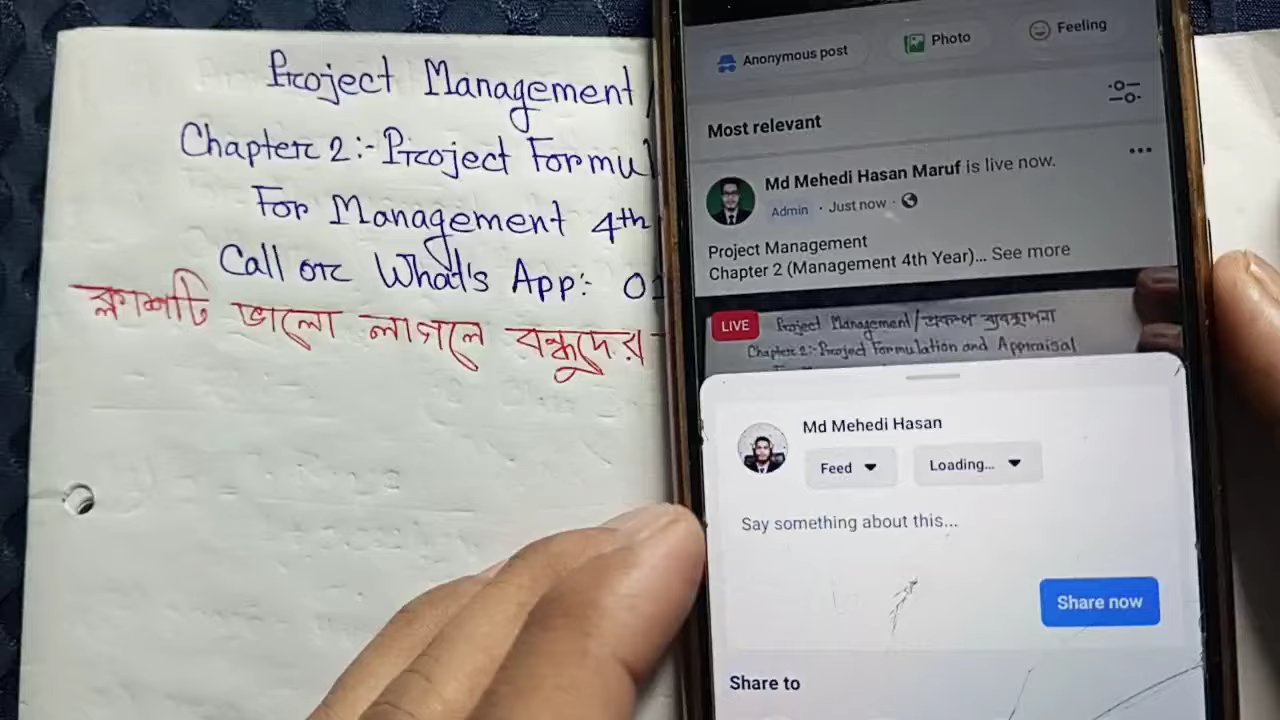 Project Management
Chapter 2:- Project Formul
For Management 4th
Call or What's App:- 01
ক্লাশটি ভালো লাগলে বন্ধুদের
Anonymous post
Photo
Feeling
Most relevant
Md Mehedi Hasan Maruf is live now.
Admin · Just now ·
Project Management
Chapter 2 (Management 4th Year)... See more
LIVE
Project Management/প্রকল্প ব্যবস্থাপনা
Chapter 2:- Project Formulation and Appraisal
Md Mehedi Hasan
Feed
Loading...
Say something about this...
Share now
Share to